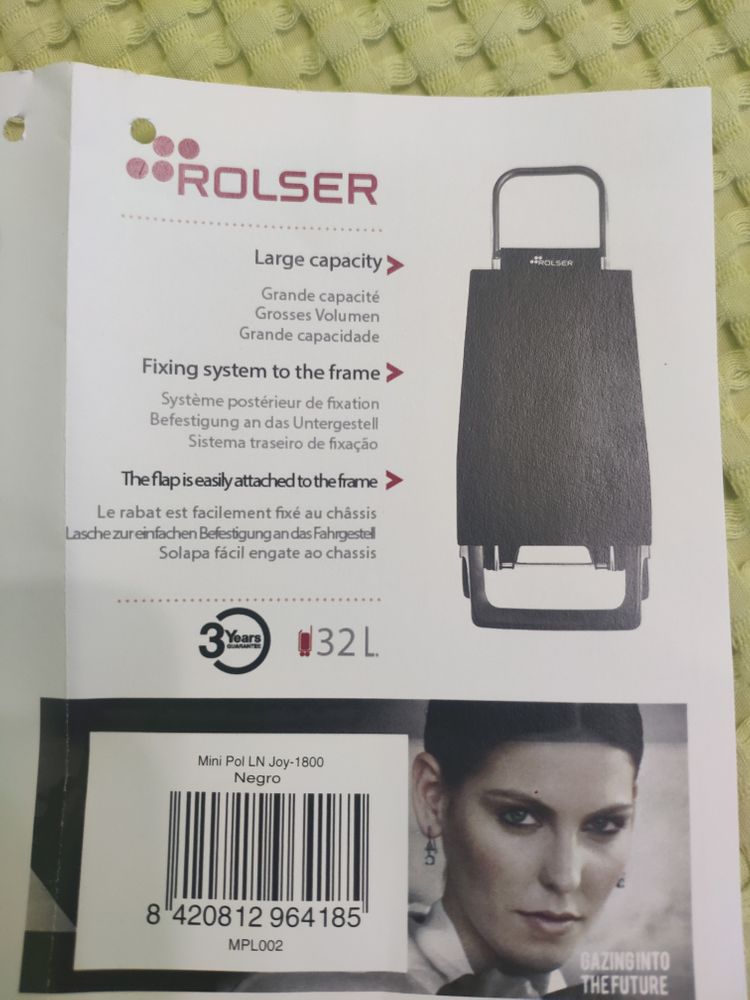 ROLSER
Large capacity
Grande capacité
Grosses Volumen
Grande capacidade
Fixing system to the frame
Système postérieur de fixation
Befestigung an das Untergestell
Sistema traseiro de fixação
The flap is easily attached to the frame
Le rabat est facilement fixé au châssis
Lasche zur einfachen Befestigung an das Fahrgestell
Solapa fácil engate ao chassis
3 Years
GUARANTEE
32 L.
ROLSER
Mini Pol LN Joy-1800
Negro
8 420812 964185
MPL002
GAZING INTO
THE FUTURE